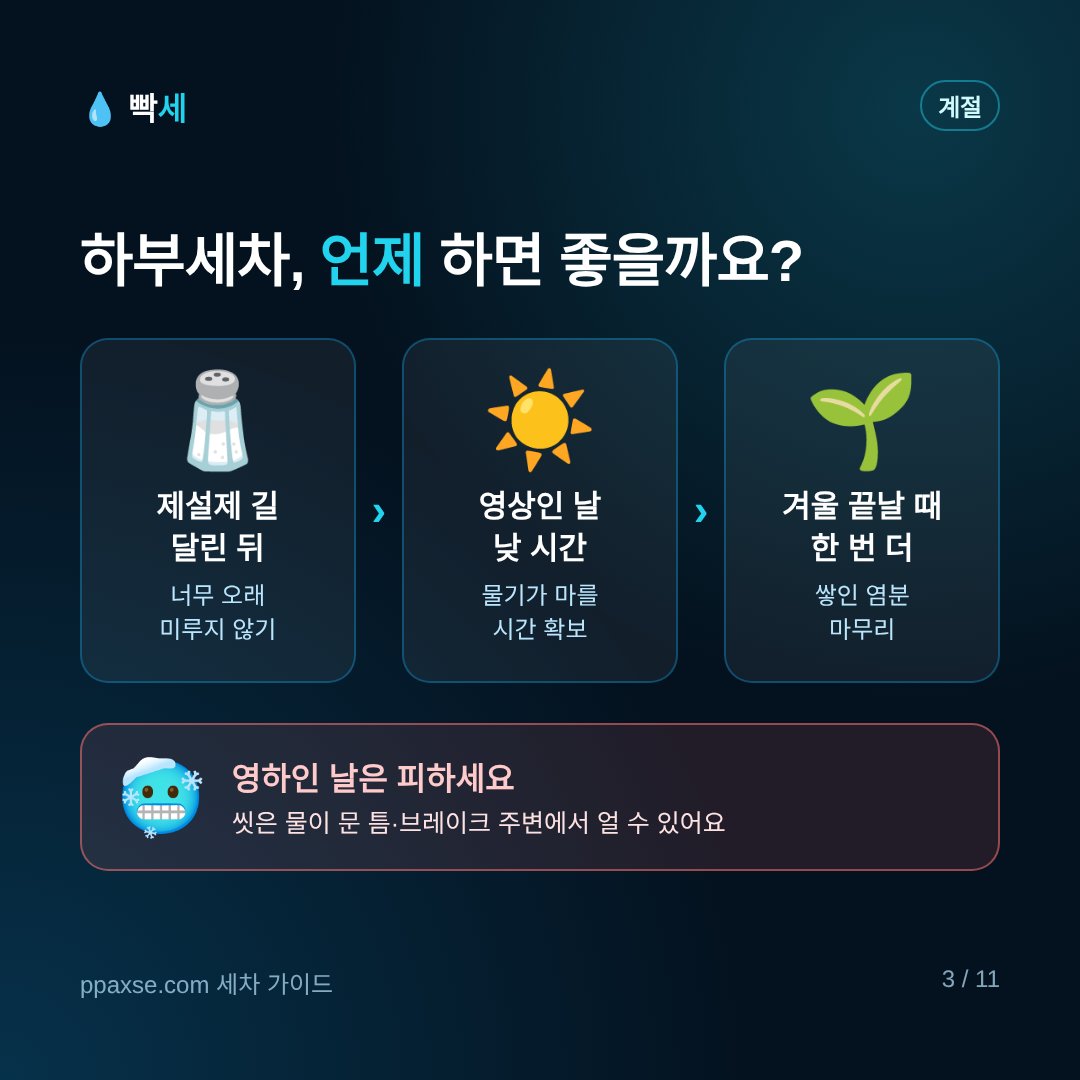 빡세
계절
하부세차, 언제 하면 좋을까요?
제설제 길
달린 뒤
너무 오래
미루지 않기
›
영상인 날
낮 시간
물기가 마를
시간 확보
›
겨울 끝날 때
한 번 더
쌓인 염분
마무리
영하인 날은 피하세요
씻은 물이 문 틈·브레이크 주변에서 얼 수 있어요
ppaxse.com 세차 가이드
3 / 11